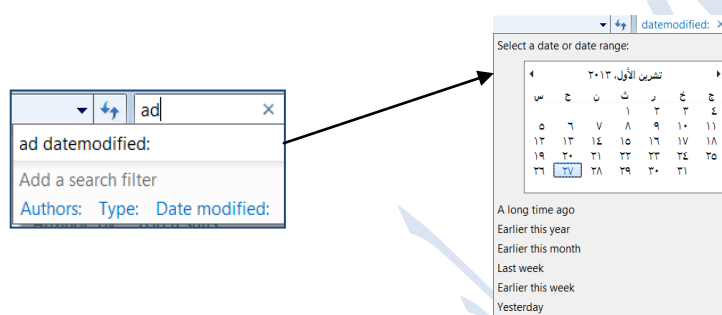 ad
ad datemodified:
Add a search filter
Authors: Type: Date modified:
datemodified:
Select a date or date range:
تشرين الأول، ٢٠١٣
س ح ن ث ر خ ج
١ ٢ ٣ ٤
٥ ٦ ٧ ٨ ٩ ١٠ ١١
١٢ ١٣ ١٤ ١٥ ١٦ ١٧ ١٨
١٩ ٢٠ ٢١ ٢٢ ٢٣ ٢٤ ٢٥
٢٦ ٢٧ ٢٨ ٢٩ ٣٠ ٣١
A long time ago
Earlier this year
Earlier this month
Last week
Earlier this week
Yesterday